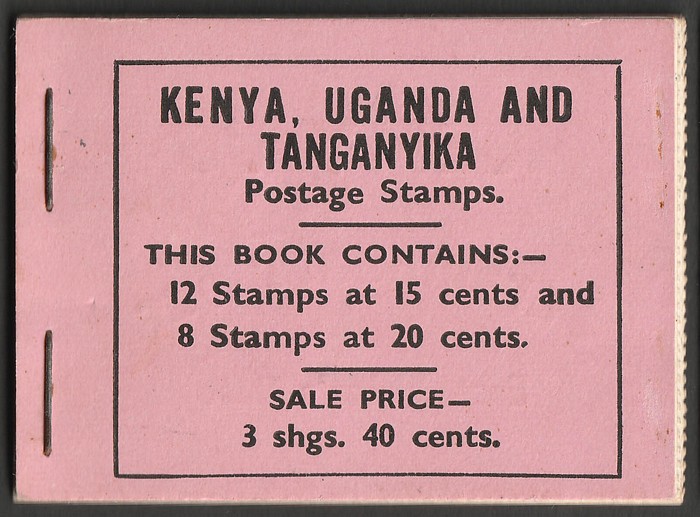 KENYA, UGANDA AND
TANGANYIKA
Postage Stamps.
THIS BOOK CONTAINS:—
12 Stamps at 15 cents and
8 Stamps at 20 cents.
SALE PRICE—
3 shgs. 40 cents.